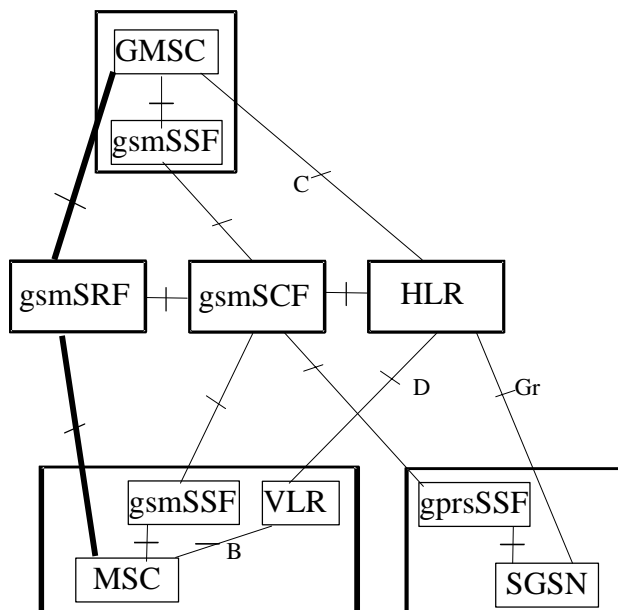 GMSC
gsmSSF
C
gsmSRF
gsmSCF
HLR
D
Gr
gsmSSF
VLR
gprsSSF
B
MSC
SGSN